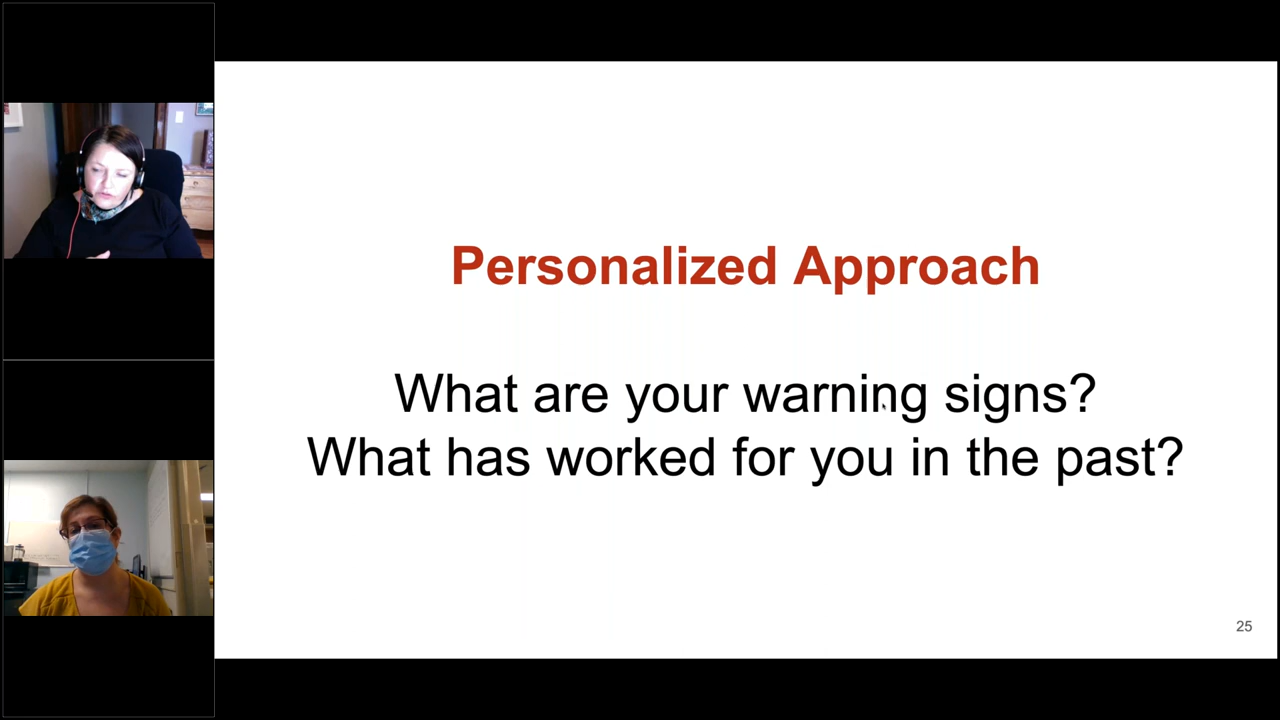 Personalized Approach
What are your warning signs?
What has worked for you in the past?
25